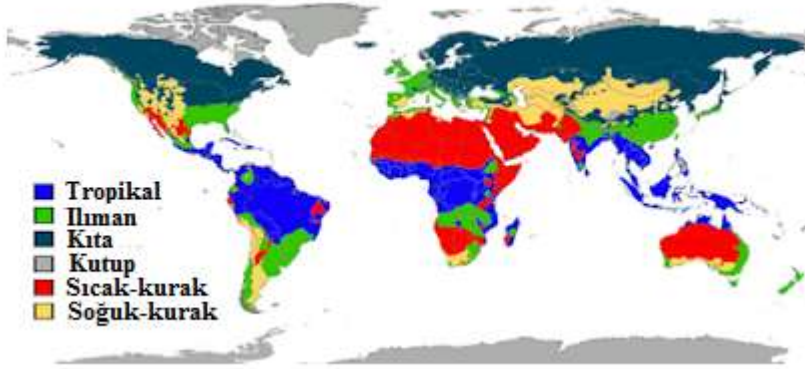 Tropikal
Ilıman
Kıta
Kutup
Sıcak-kurak
Soğuk-kurak